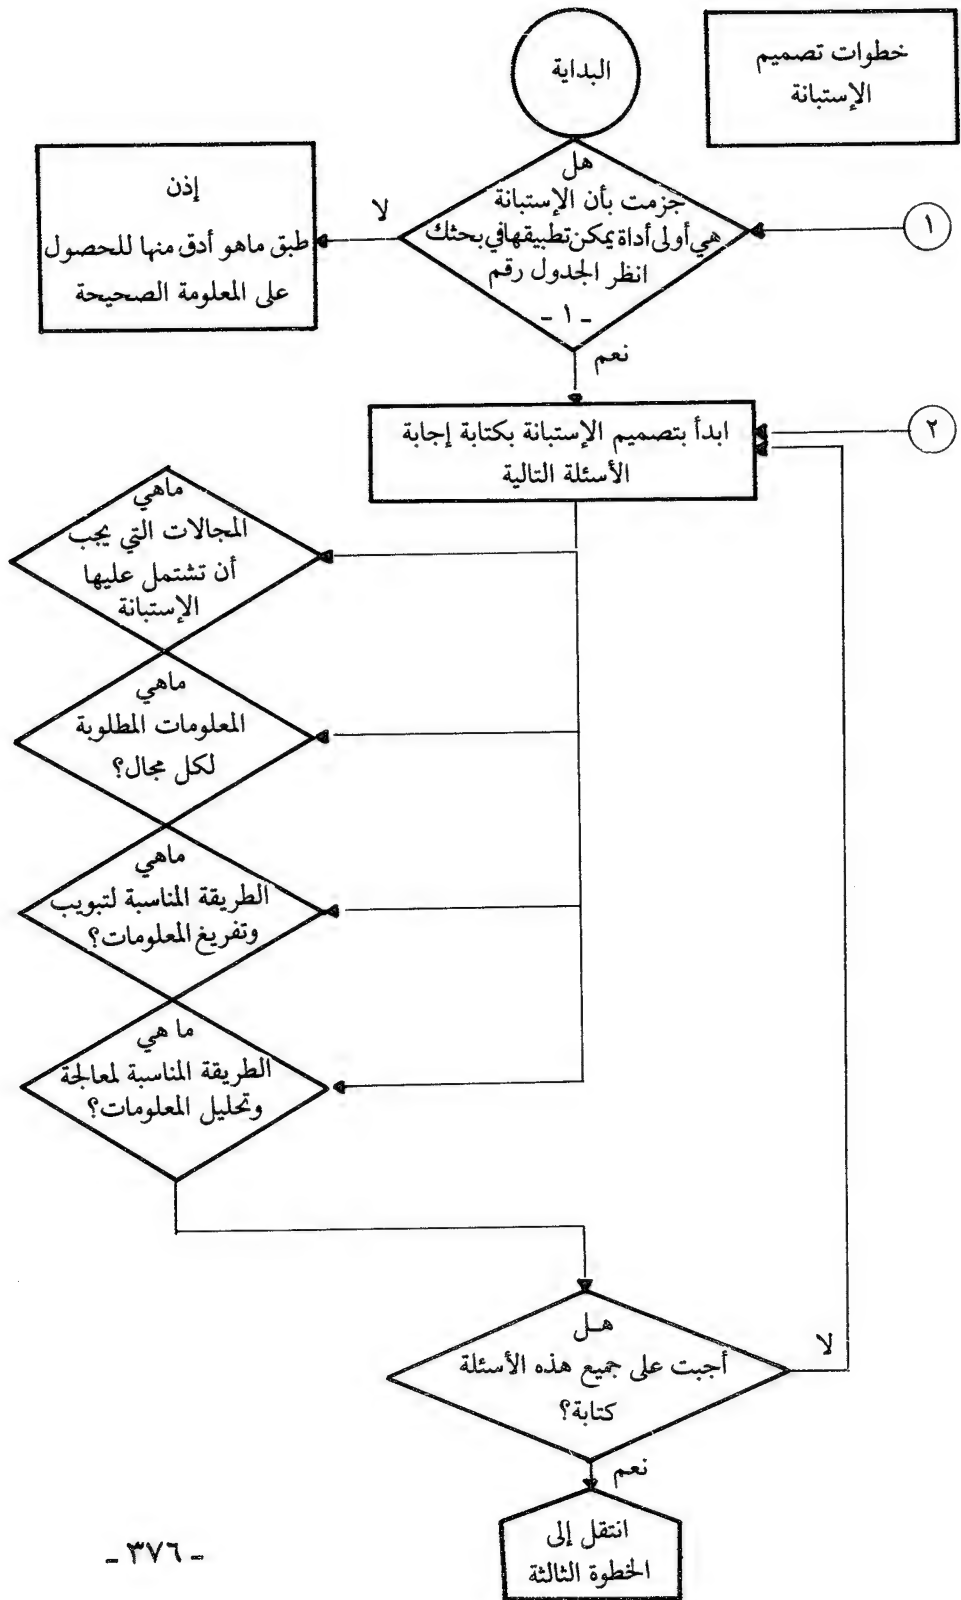 خطوات تصميم
الإستبانة
البداية
هل
جزمت بأن الإستبانة
هي أولى أداة يمكن تطبيقها في بحثك
انظر الجدول رقم
- ١ -
١
لا
إذن
طبق ماهو أدق منها للحصول
على المعلومة الصحيحة
نعم
ابدأ بتصميم الإستبانة بكتابة إجابة
الأسئلة التالية
٢
ماهي
المجالات التي يجب
أن تشتمل عليها
الإستبانة
ماهي
المعلومات المطلوبة
لكل مجال؟
ماهي
الطريقة المناسبة لتبويب
وتفريغ المعلومات؟
ما هي
الطريقة المناسبة لمعالجة
وتحليل المعلومات؟
هـل
أجبت على جميع هذه الأسئلة
كتابة؟
لا
نعم
انتقل إلى
الخطوة الثالثة
- ٣٧٦ -